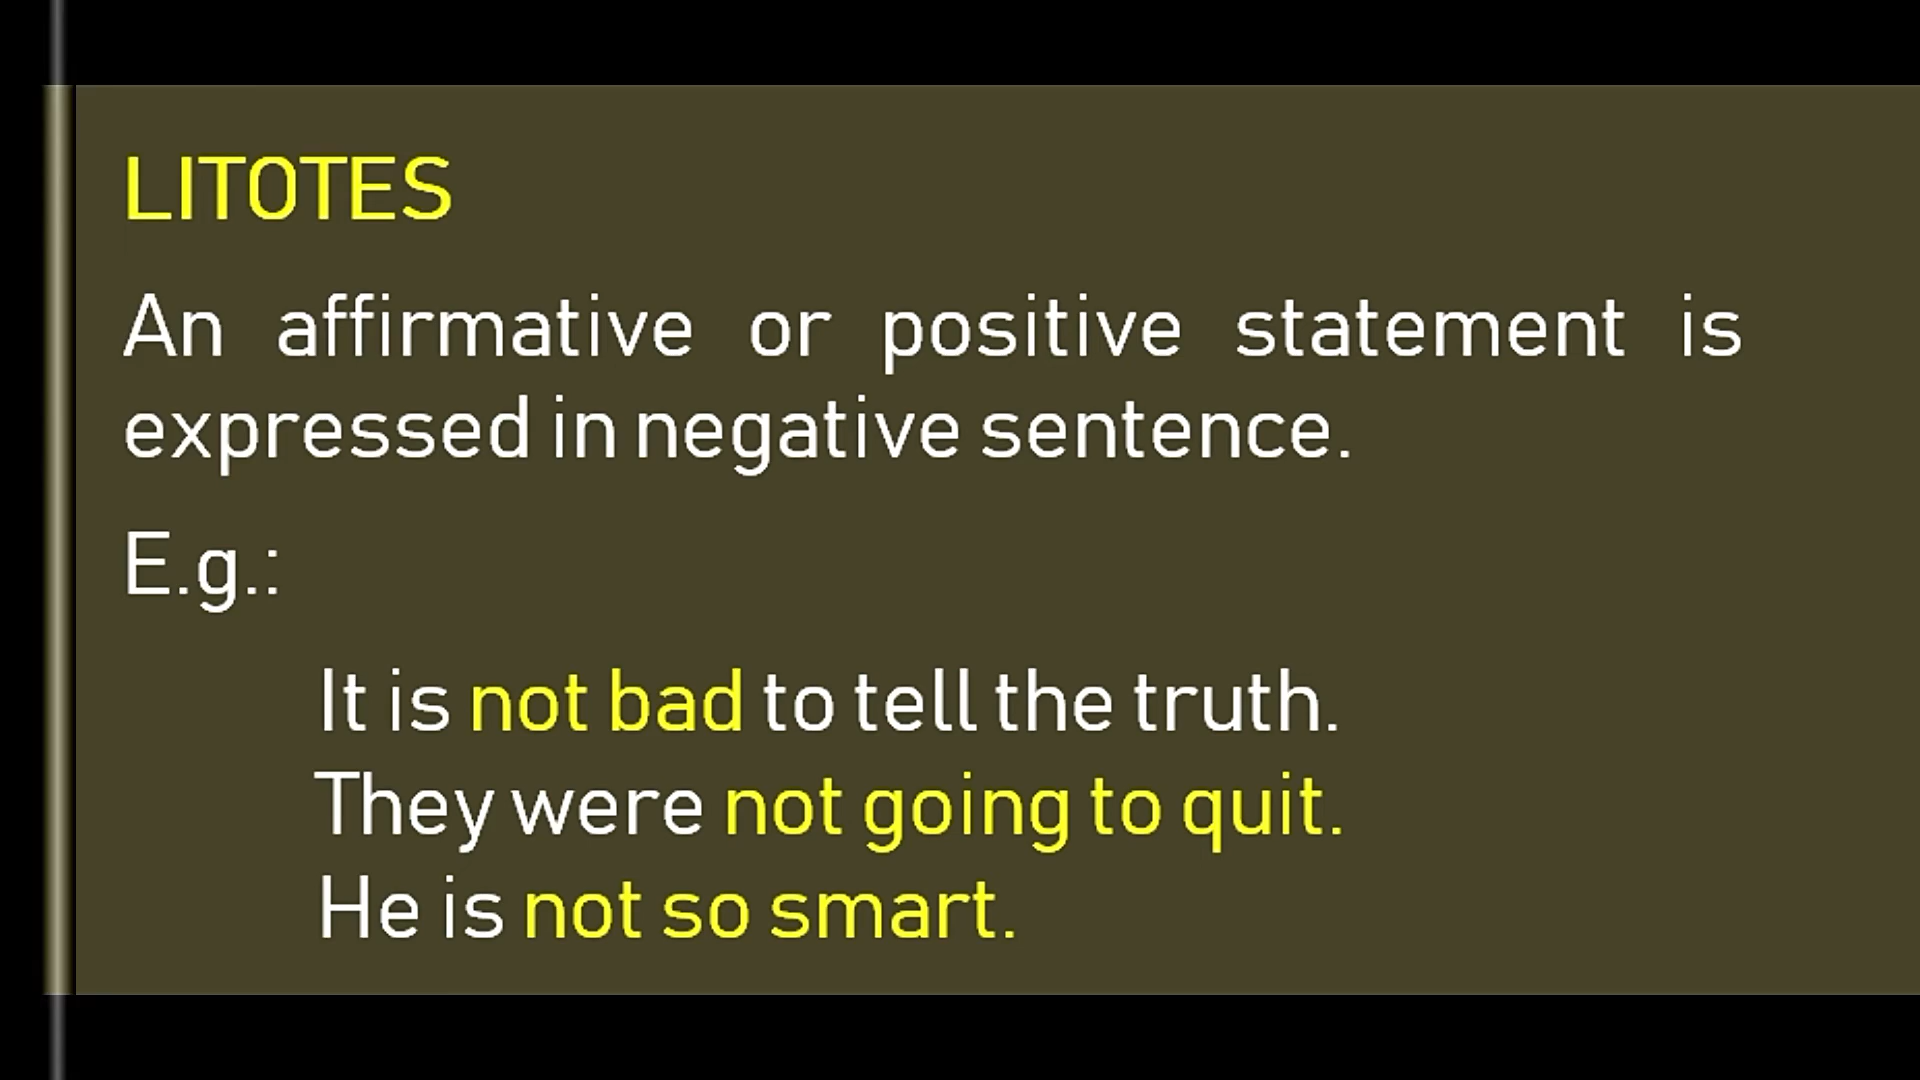 LITOTES
An affirmative or positive statement is
expressed in negative sentence.
E.g.:
It is not bad to tell the truth.
They were not going to quit.
He is not so smart.